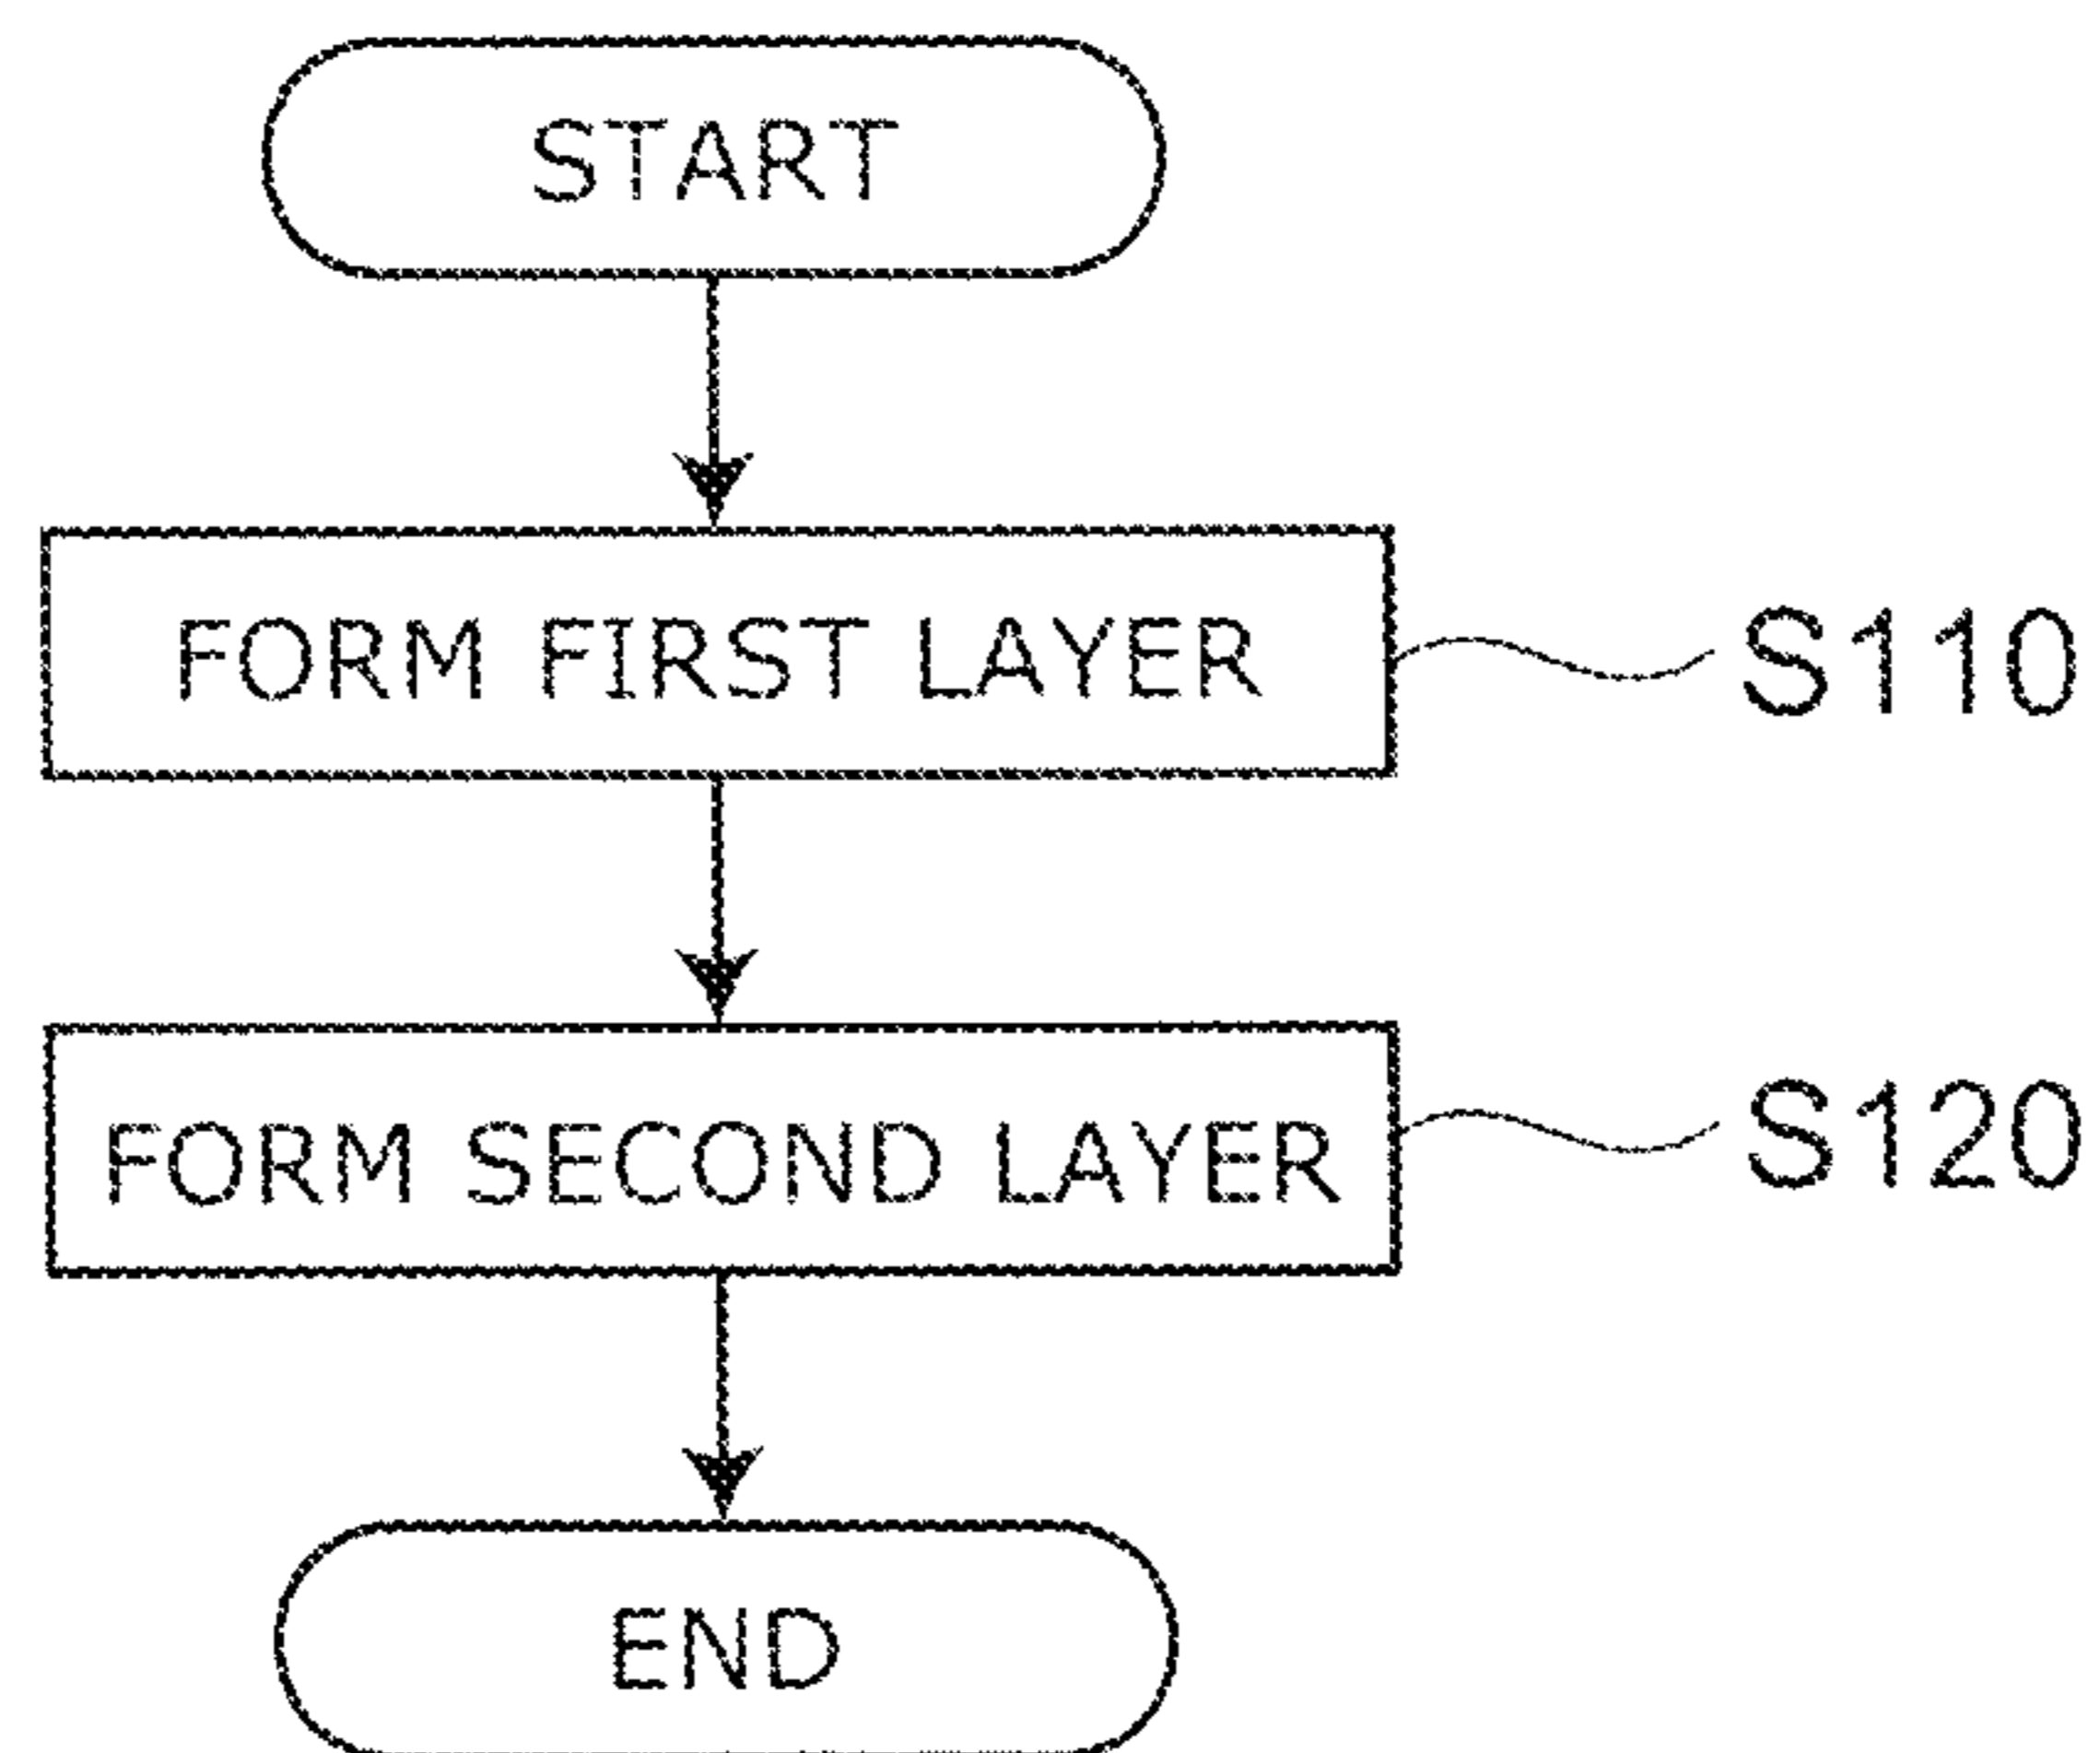 START
FORM FIRST LAYER
S110
FORM SECOND LAYER
S120
END